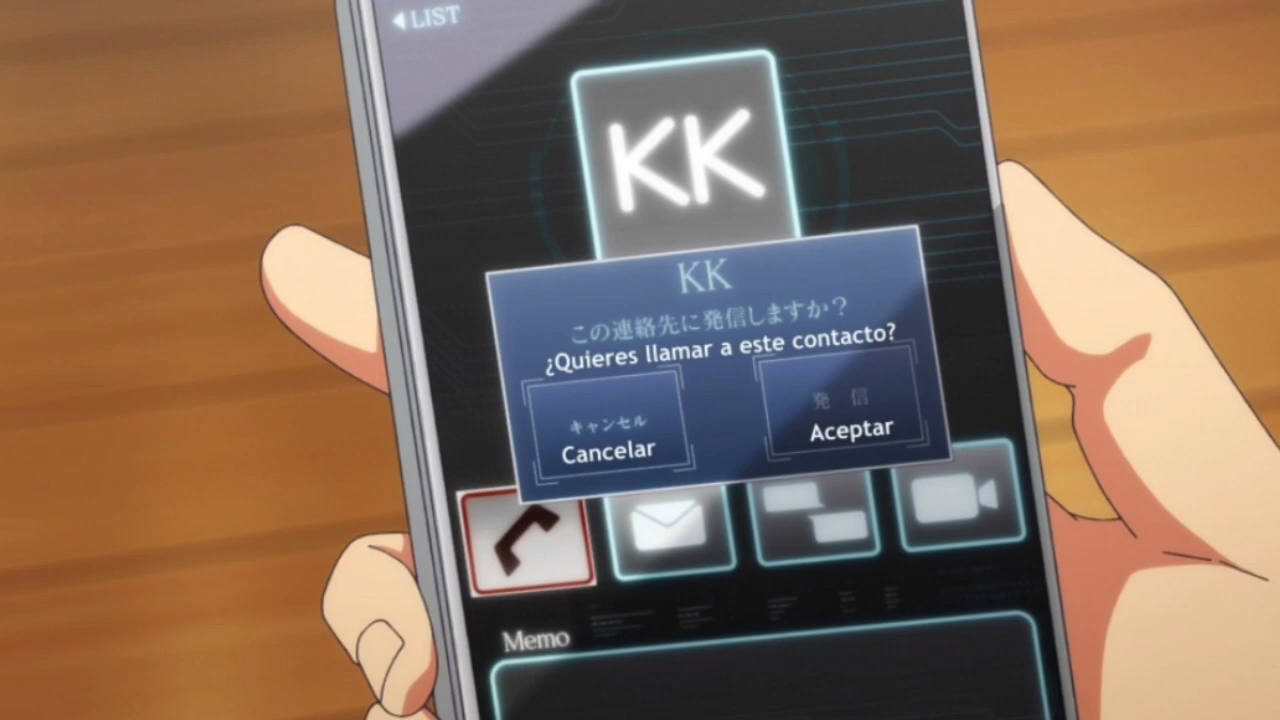 ◀LIST
KK
KK
この連絡先に発信しますか？
¿Quieres llamar a este contacto?
キャンセル
発 信
Cancelar
Aceptar
Memo